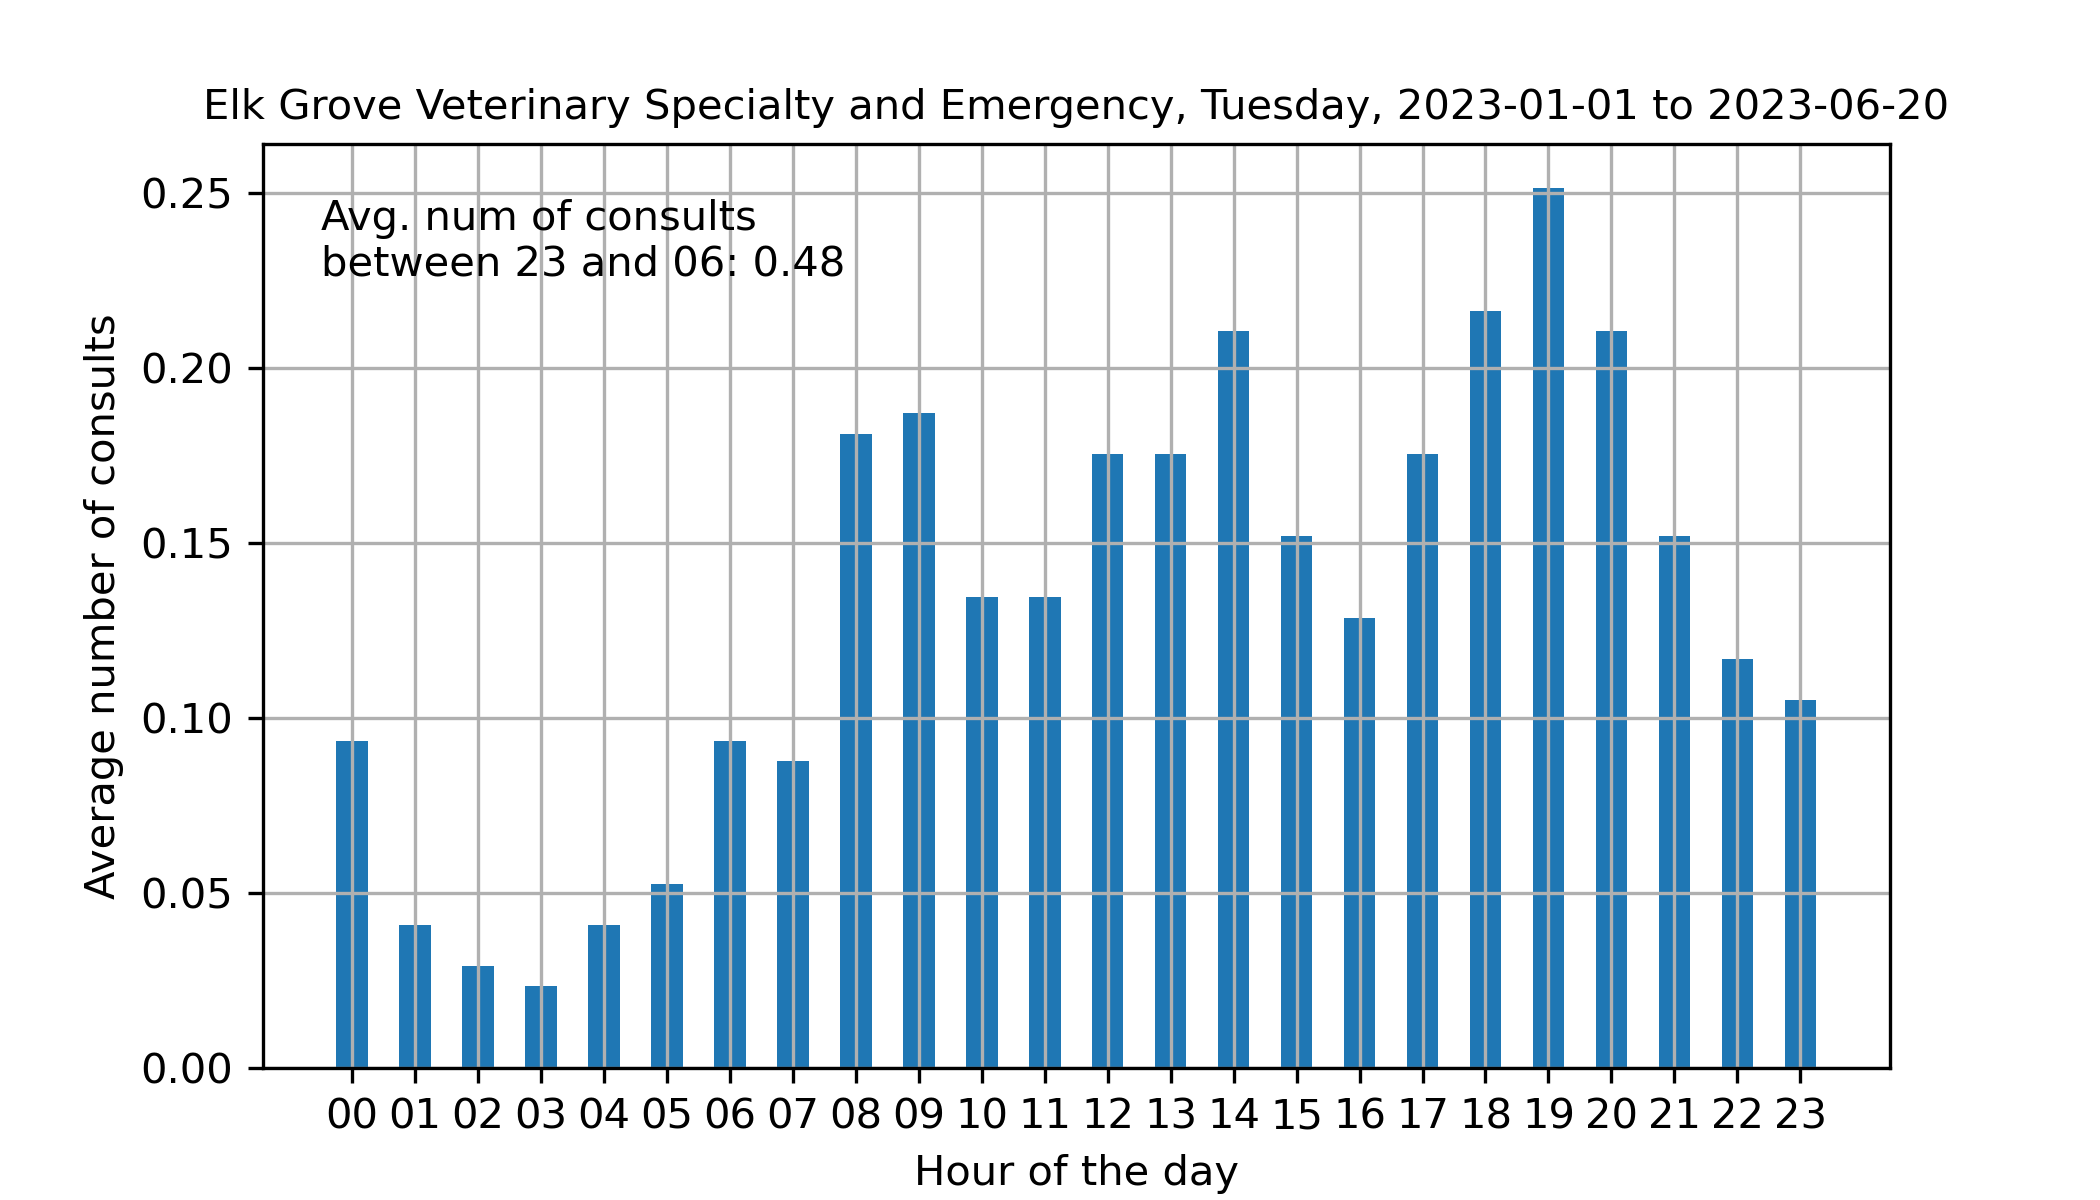 Elk Grove Veterinary Specialty and Emergency, Tuesday, 2023-01-01 to 2023-06-20
Avg. num of consults
between 23 and 06: 0.48
Average number of consults
0.25
0.20
0.15
0.10
0.05
0.00
00 01 02 03 04 05 06 07 08 09 10 11 12 13 14 15 16 17 18 19 20 21 22 23
Hour of the day